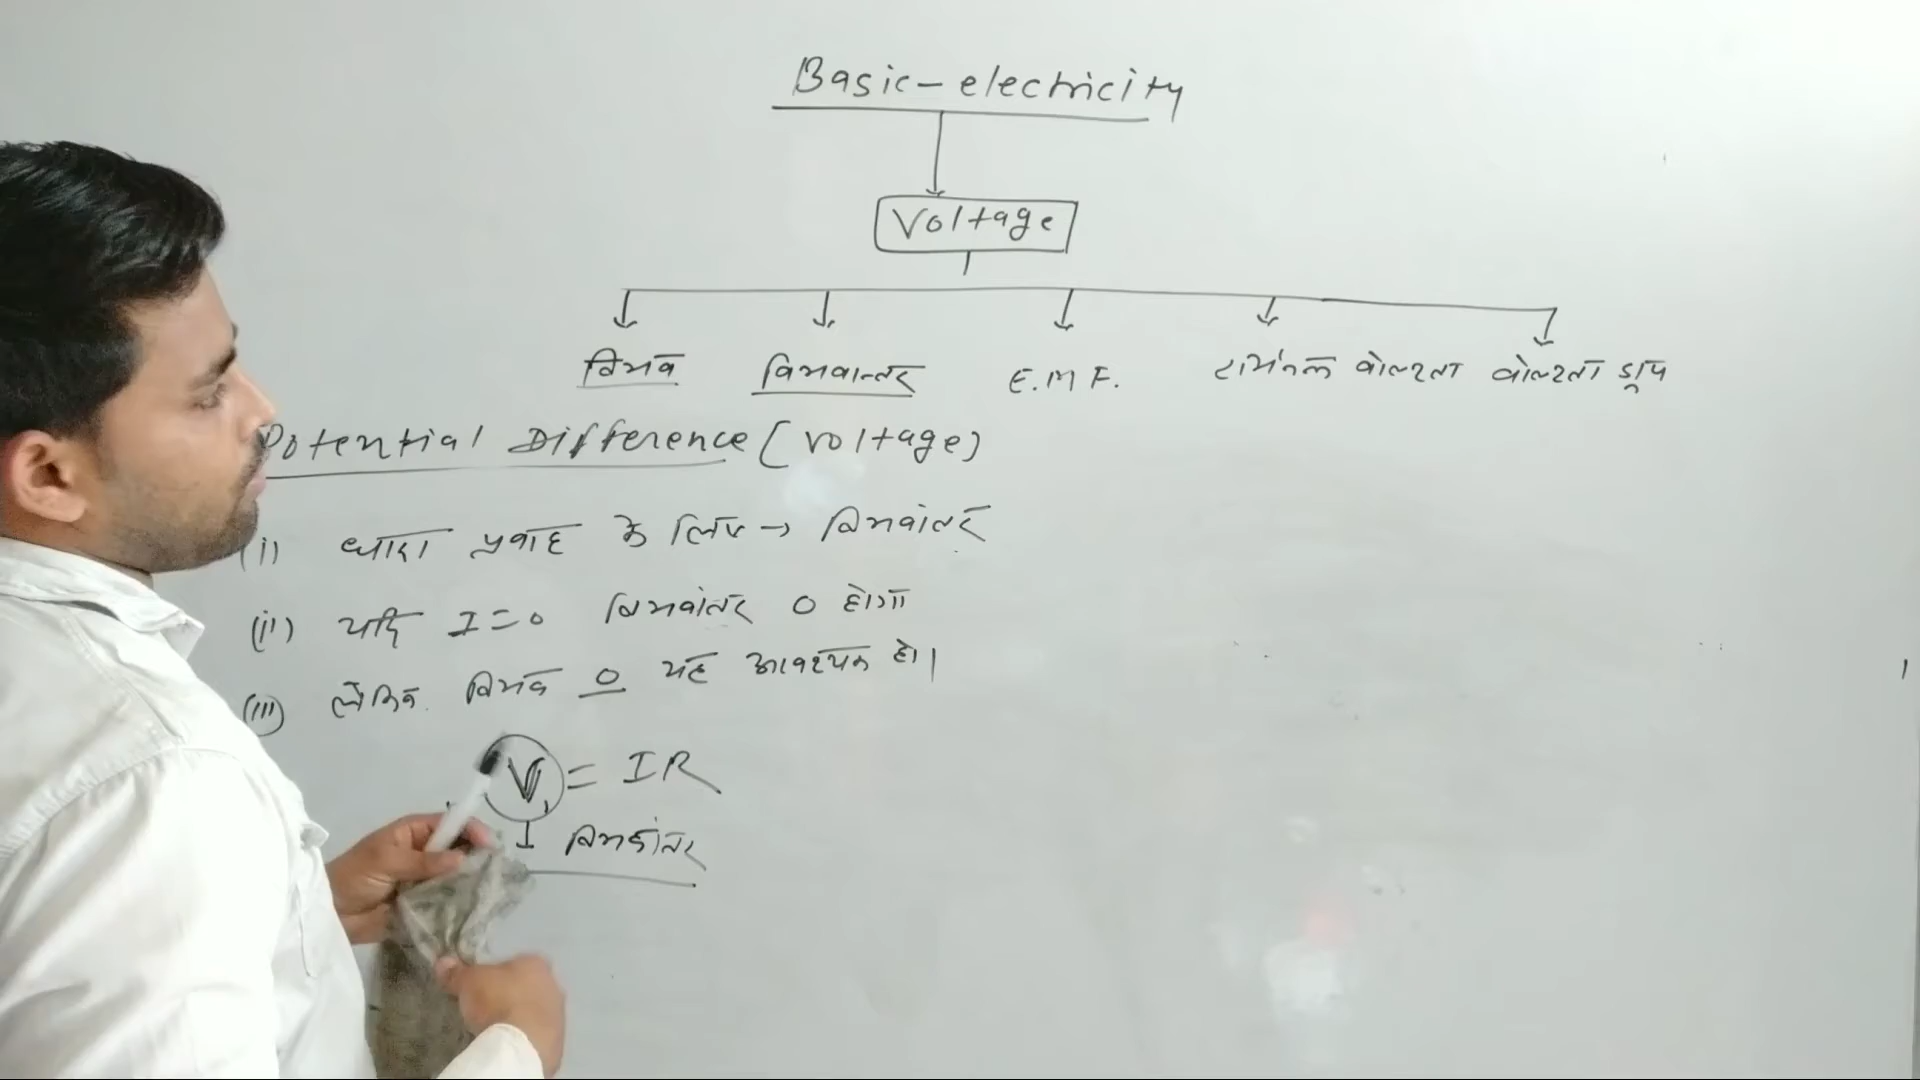 Basic-electricity
Voltage
विभव विभवान्तर E.M.F. टर्मिनल वोल्टता वोल्टता ड्राप
Potential Difference (voltage)
(i) धारा प्रवाह के लिए → विभवांतर
(ii) यदि I=0 विभवांतर 0 होगा
(iii) लेकिन विभव 0 यह आवश्यक हो।
V = IR
विभवांतर